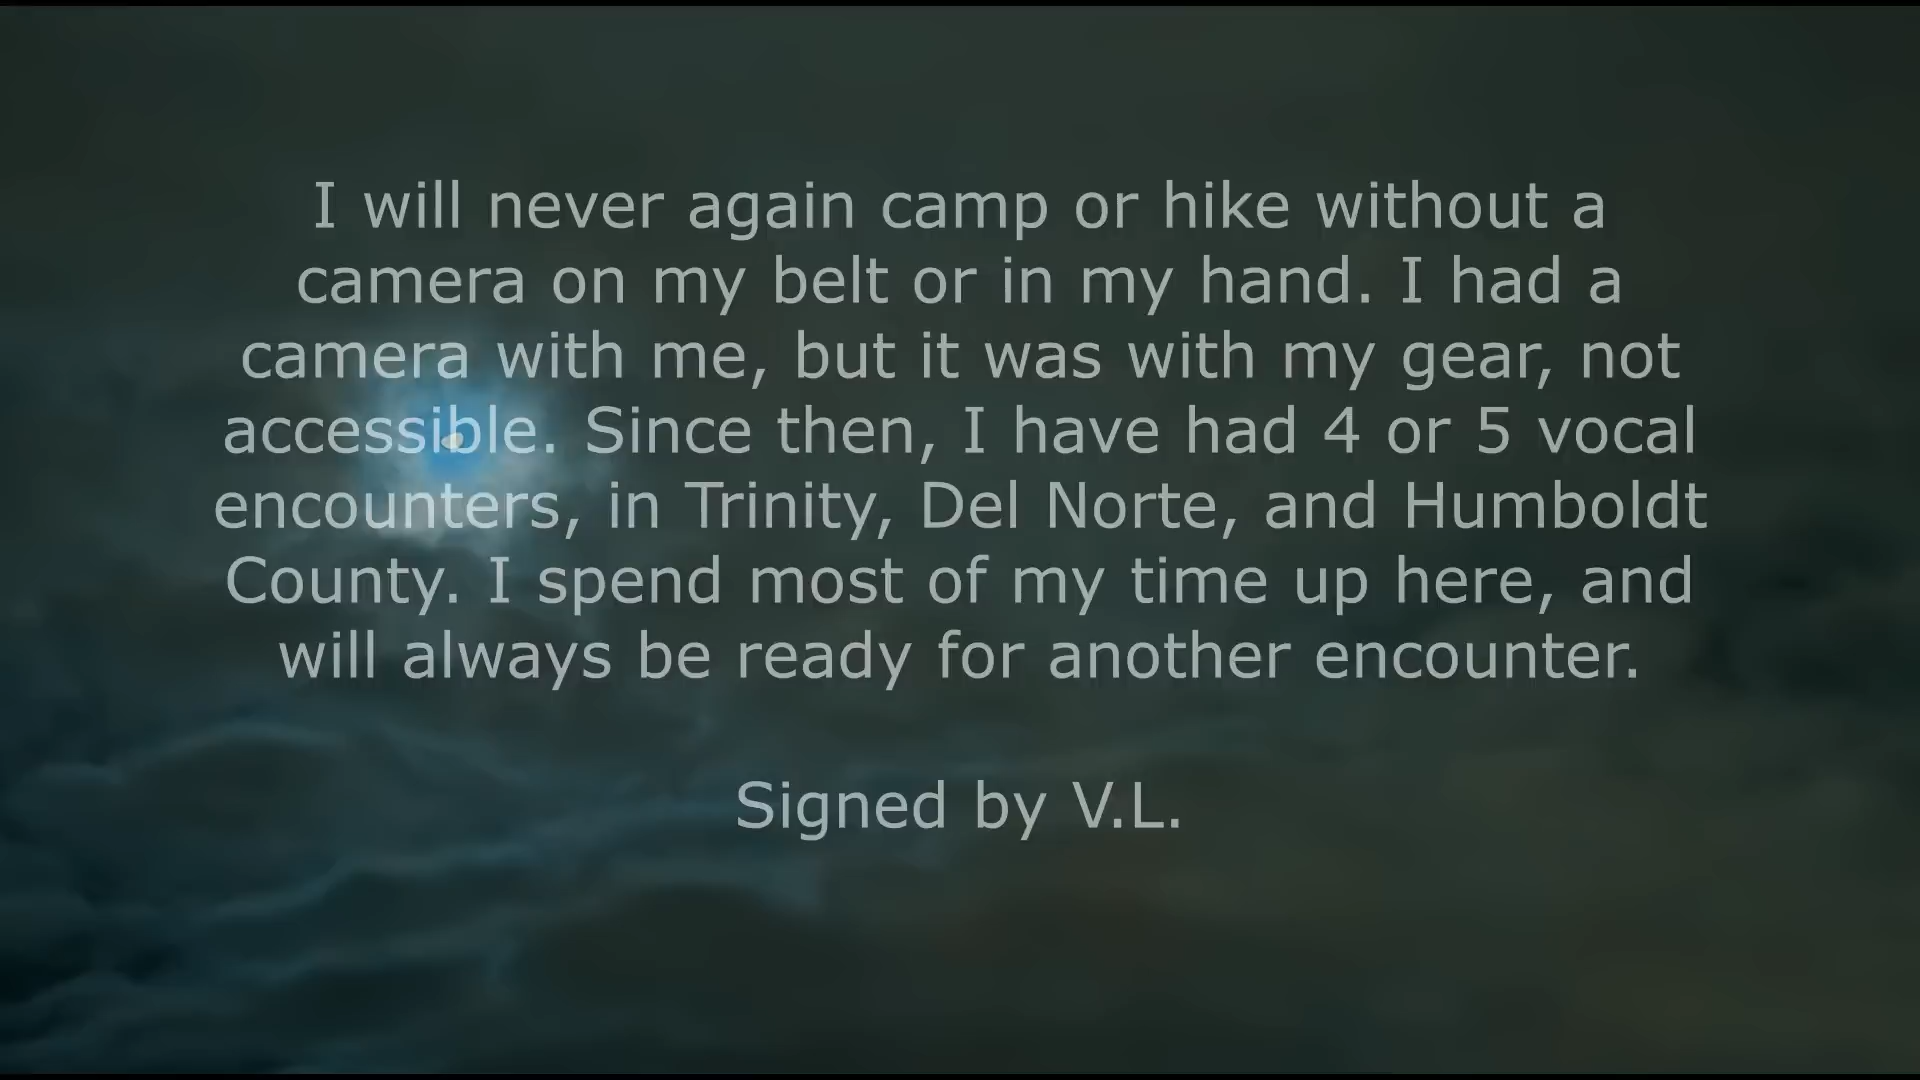 I will never again camp or hike without a
camera on my belt or in my hand. I had a
camera with me, but it was with my gear, not
accessible. Since then, I have had 4 or 5 vocal
encounters, in Trinity, Del Norte, and Humboldt
County. I spend most of my time up here, and
will always be ready for another encounter.
Signed by V.L.